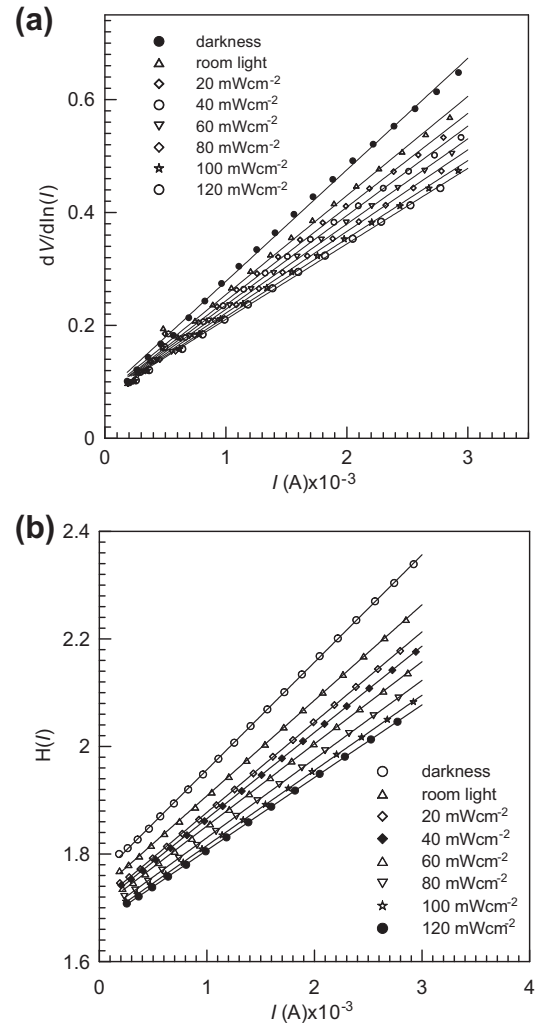 (a)
darkness
room light
20 mWcm-2
40 mWcm-2
60 mWcm-2
80 mWcm-2
100 mWcm-2
120 mWcm-2
0.6
0.4
0.2
0
dV/dln(I)
0 1 2 3
I (A)x10-3
(b)
2.4
2.2
2
1.8
1.6
H(I)
darkness
room light
20 mWcm-2
40 mWcm-2
60 mWcm-2
80 mWcm-2
100 mWcm-2
120 mWcm-2
0 1 2 3 4
I (A)x10-3